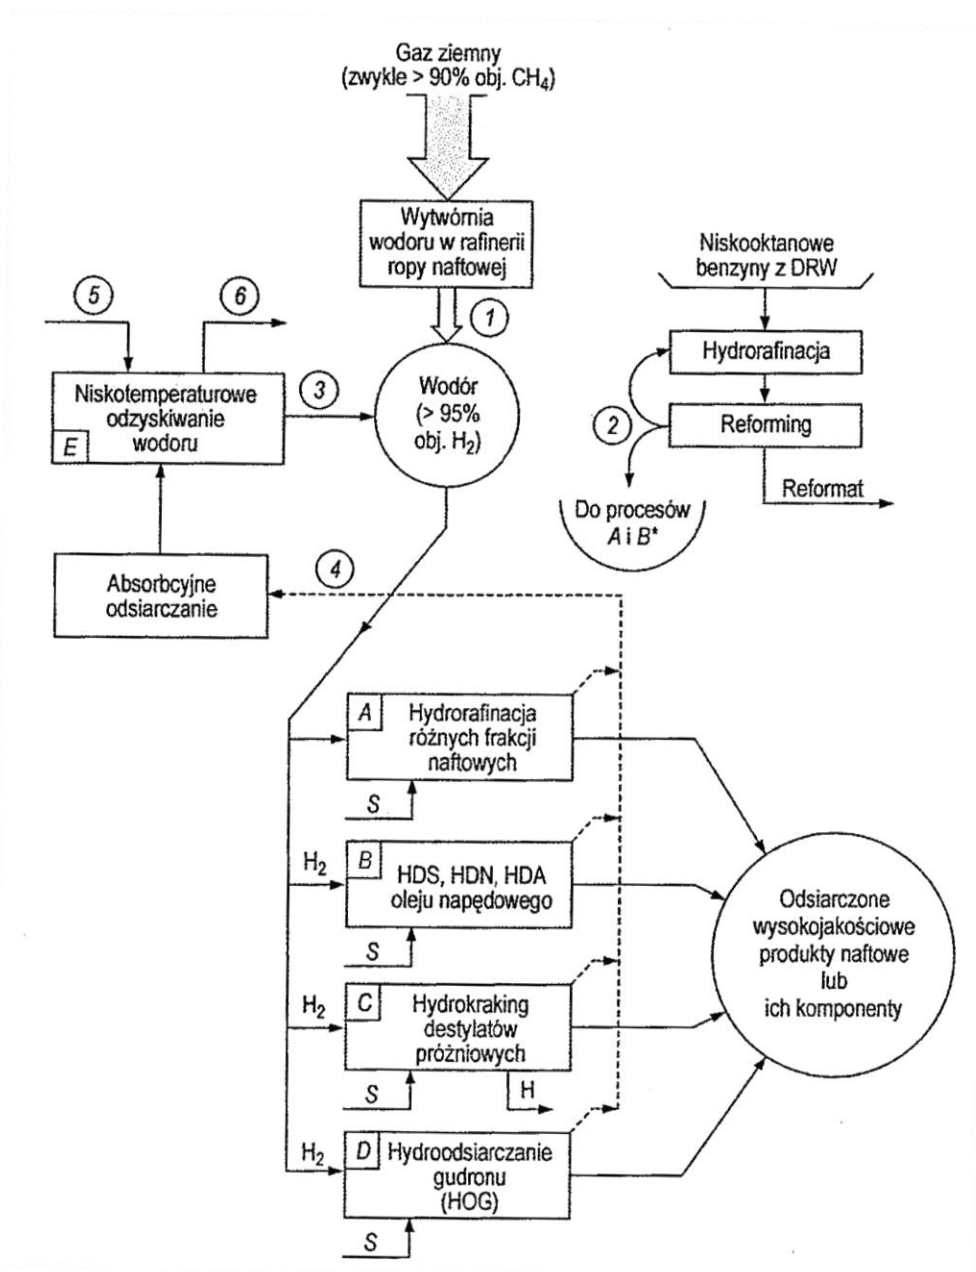 Gaz ziemny
(zwykle > 90% obj. CH₄)
Wytwórnia
wodoru w rafinerii
ropy naftowej
Niskooktanowe
benzyny z DRW
5
6
1
Hydrorafinacja
Niskotemperaturowe
odzyskiwanie
wodoru
E
3
Wodór
(> 95%
obj. H₂)
2
Reforming
Reformat
Do procesów
A i B*
Absorbcyjne
odsiarczanie
4
A
Hydrorafinacja
różnych frakcji
naftowych
S
H₂
B
HDS, HDN, HDA
oleju napędowego
S
H₂
C
Hydrokraking
destylatów
próżniowych
S
H
H₂
D
Hydroodsiarczanie
gudronu
(HOG)
S
Odsiarczone
wysokojakościowe
produkty naftowe
lub
ich komponenty